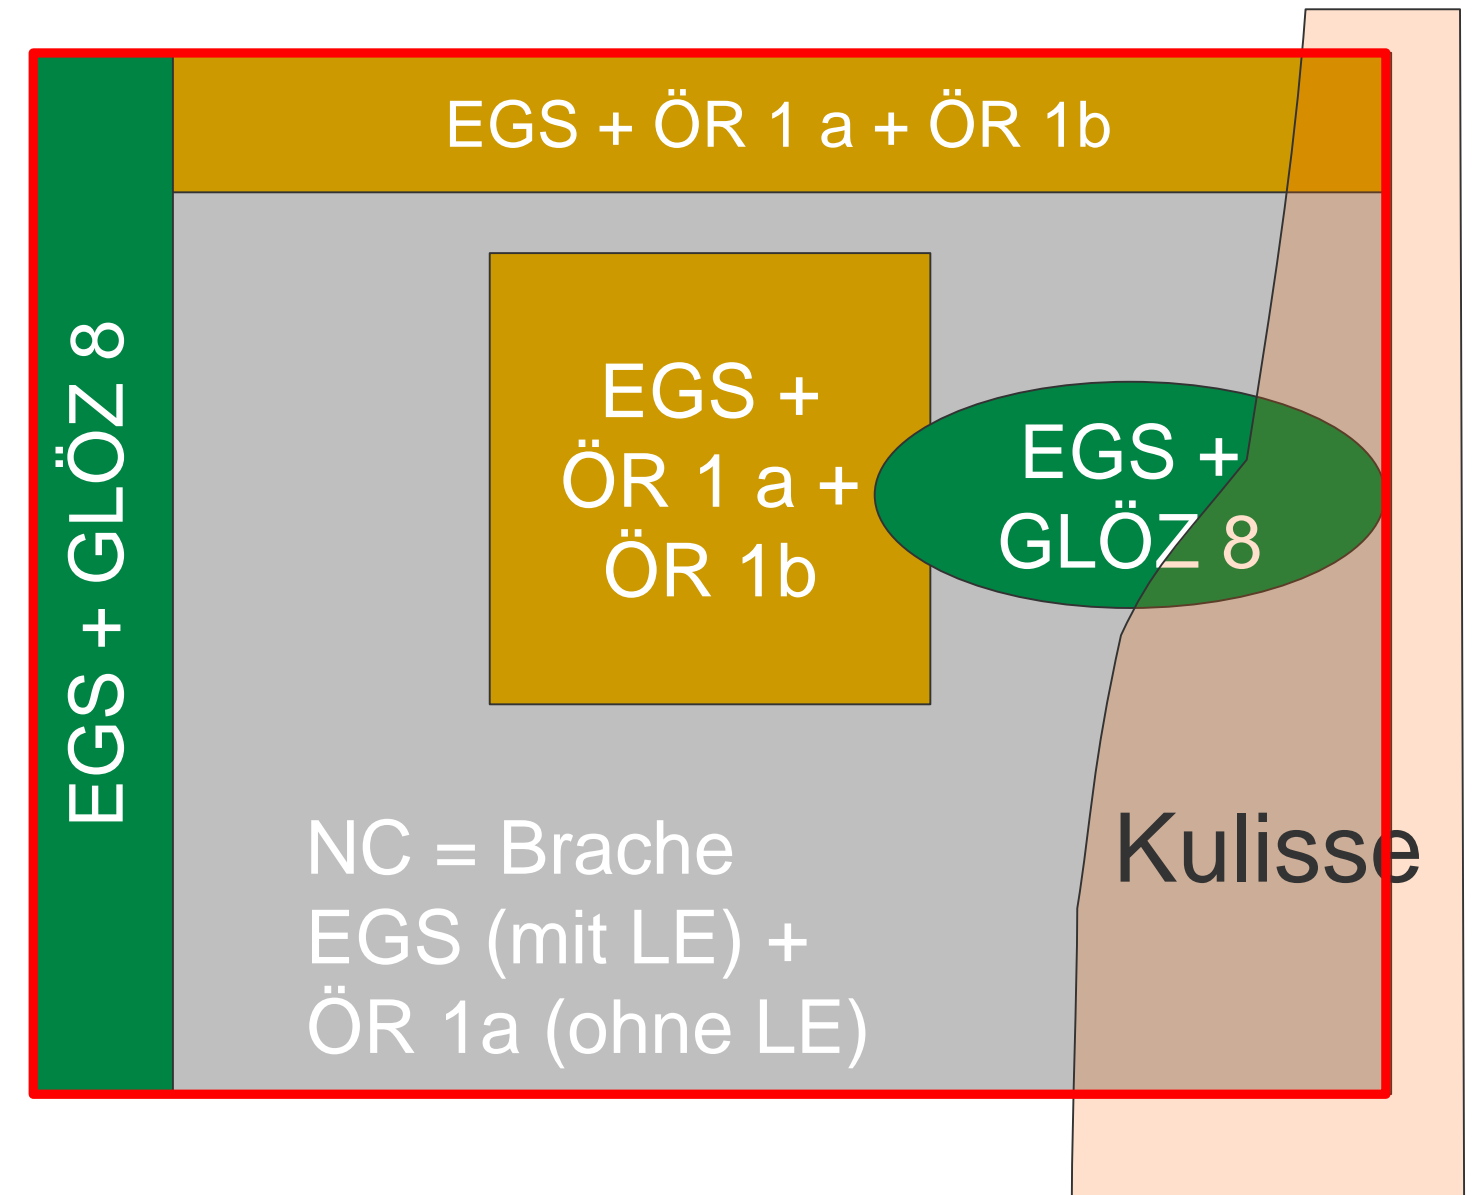 EGS + ÖR 1 a + ÖR 1b
EGS + GLÖZ 8
EGS +
ÖR 1 a +
ÖR 1b
EGS +
GLÖZ 8
NC = Brache
EGS (mit LE) +
ÖR 1a (ohne LE)
Kulisse